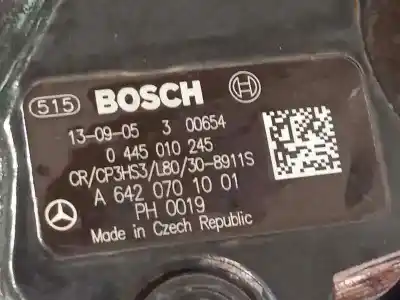 515 BOSCH
13-09-05 3 00654
0 445 010 245
CR/CP3HS3/L80/30-8911S
A 642 070 10 01
PH 0019
Made in Czech Republic